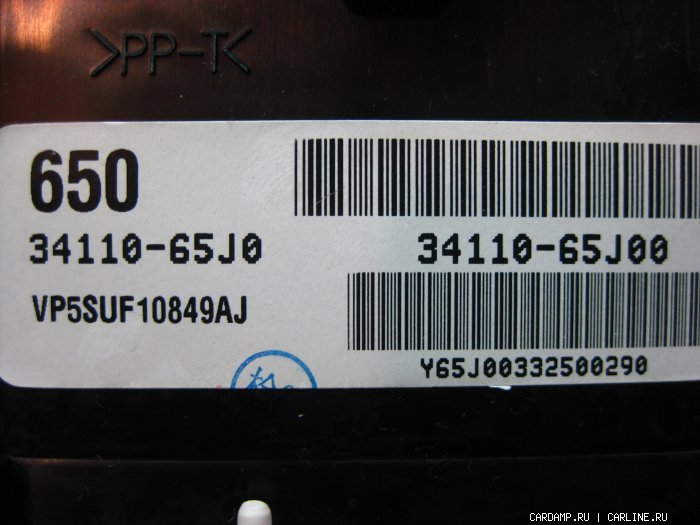 >PP-T<
650
34110-65J0
34110-65J00
VP5SUF10849AJ
Y65J00332500290
CARDAMP.RU | CARLINE.RU